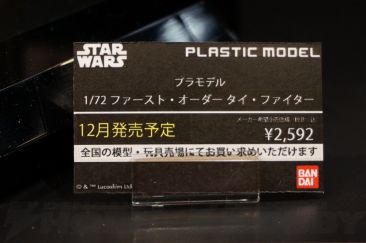 STAR WARS
PLASTIC MODEL
プラモデル
1/72 ファースト・オーダー タイ・ファイター
12月発売予定
メーカー希望小売価格
¥2,592
全国の模型・玩具売場にてお買い求めいただけます
© & ™ Lucasfilm Ltd.
BAN DAI